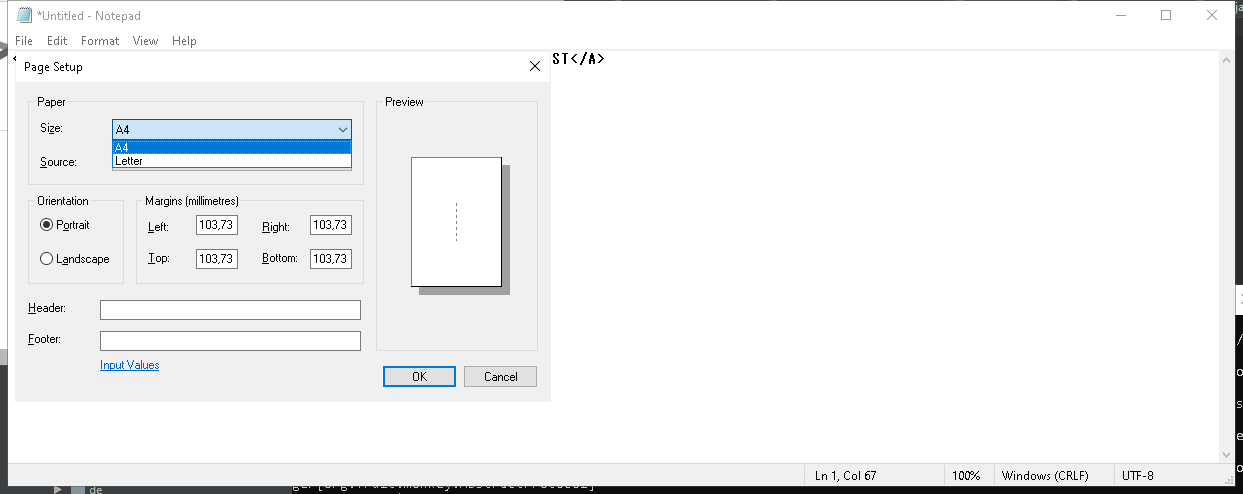 *Untitled - Notepad
File Edit Format View Help
ST</A>
Page Setup
Paper
Size:
A4
A4
Letter
Source:
Preview
Orientation
Portrait
Landscape
Margins (millimetres)
Left: 103,73 Right: 103,73
Top: 103,73 Bottom: 103,73
Header:
Footer:
Input Values
OK Cancel
Ln 1, Col 67 100% Windows (CRLF) UTF-8
de